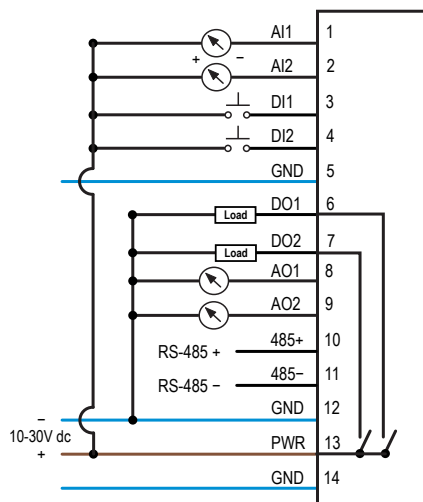 AI1 1
+ −
AI2 2
DI1 3
DI2 4
GND 5
DO1 6
Load
DO2 7
Load
AO1 8
AO2 9
RS-485 + 485+ 10
RS-485 − 485− 11
− GND 12
10-30V dc
+ PWR 13
GND 14